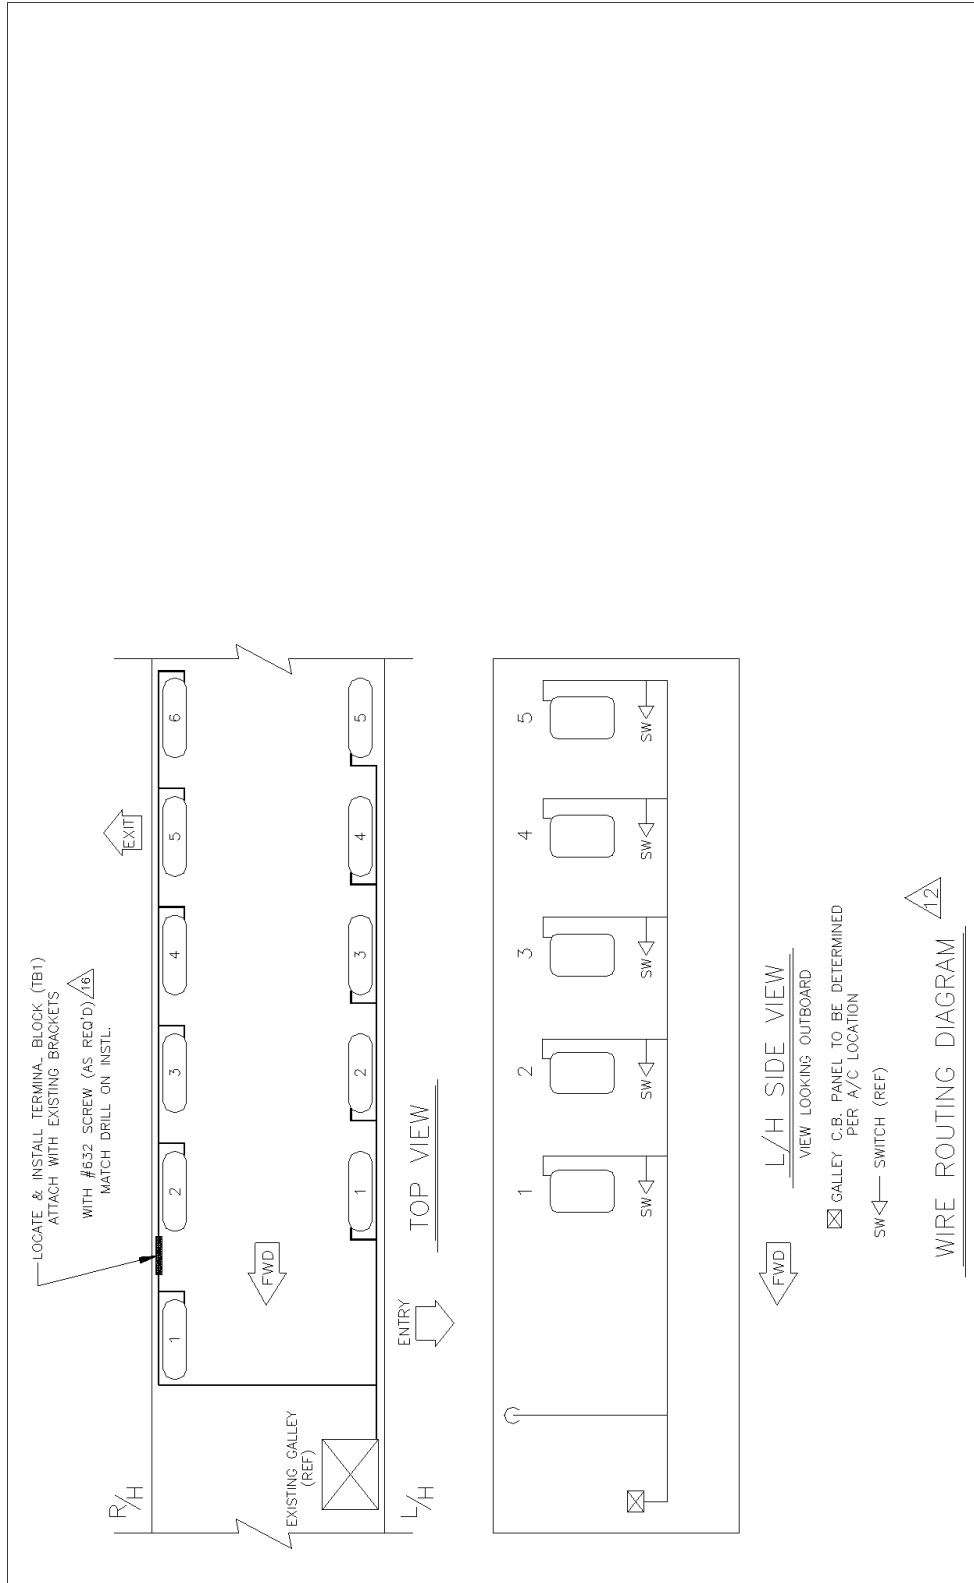 LOCATE & INSTALL TERMINA_ BLOCK (TB1)
ATTACH WITH EXISTING BRACKETS
WITH #632 SCREW (AS REQ'D) 16
MATCH DRILL ON INSTL.
R/H
EXIT
1
2
3
4
5
6
FWD
EXISTING GALLEY
(REF)
1
2
3
4
5
L/H
ENTRY
TOP VIEW
1
2
3
4
5
SW
SW
SW
SW
SW
FWD
L/H SIDE VIEW
VIEW LOOKING OUTBOARD
GALLEY C.B. PANEL TO BE DETERMINED
PER A/C LOCATION
SW SWITCH (REF)
WIRE ROUTING DIAGRAM 12